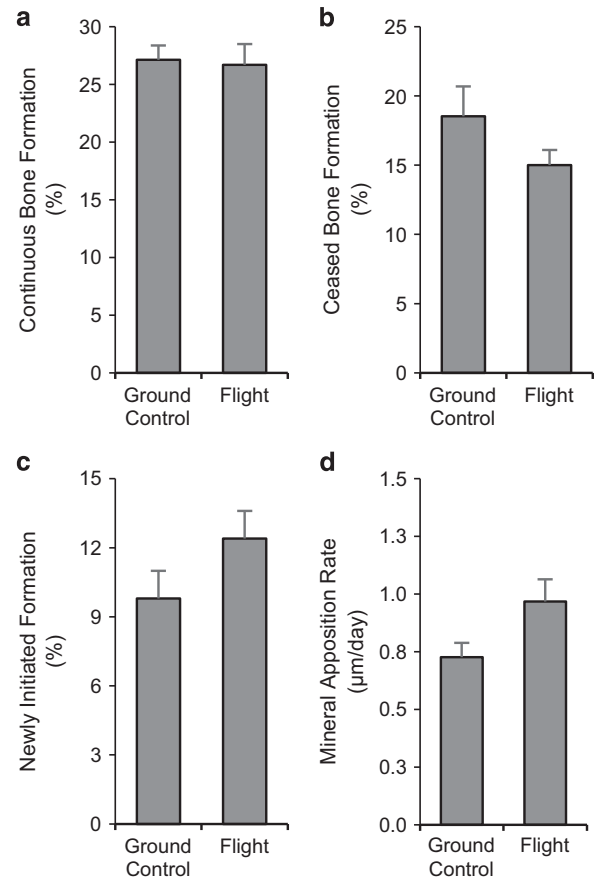 a
Continuous Bone Formation
(%)
30
25
20
15
10
5
0
Ground
Control
Flight
b
Ceased Bone Formation
(%)
25
20
15
10
5
0
Ground
Control
Flight
c
Newly Initiated Formation
(%)
15
12
9
6
3
0
Ground
Control
Flight
d
Mineral Apposition Rate
(µm/day)
1.5
1.3
1.0
0.8
0.5
0.3
0.0
Ground
Control
Flight